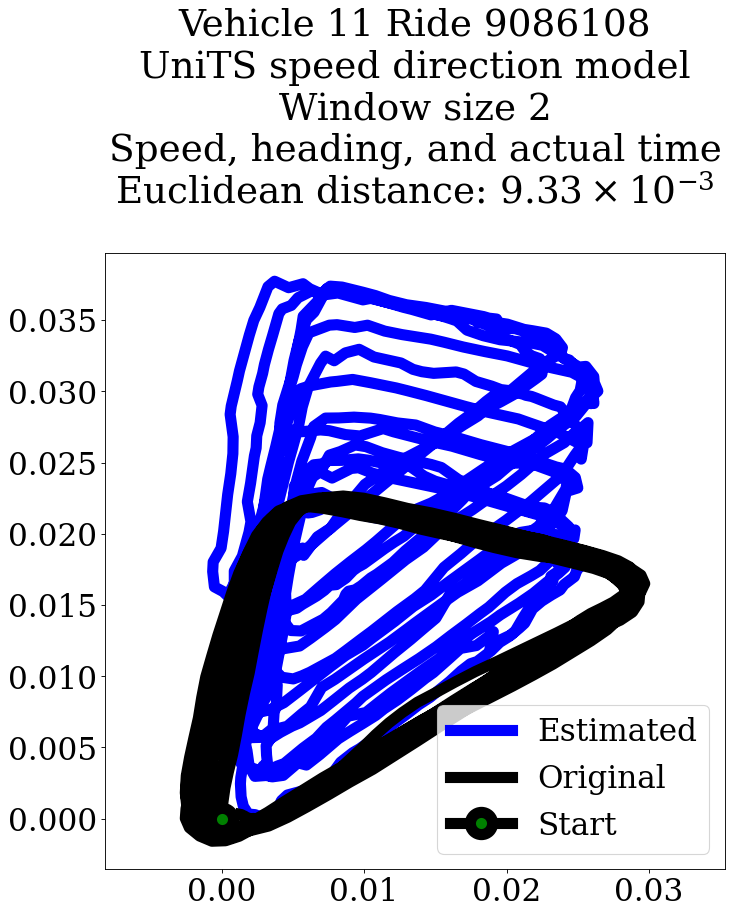 Vehicle 11 Ride 9086108
UniTS speed direction model
Window size 2
Speed, heading, and actual time
Euclidean distance: $9.33 \times 10^{-3}$
0.035
0.030
0.025
0.020
0.015
0.010
0.005
0.000
Estimated
Original
Start
0.00 0.01 0.02 0.03